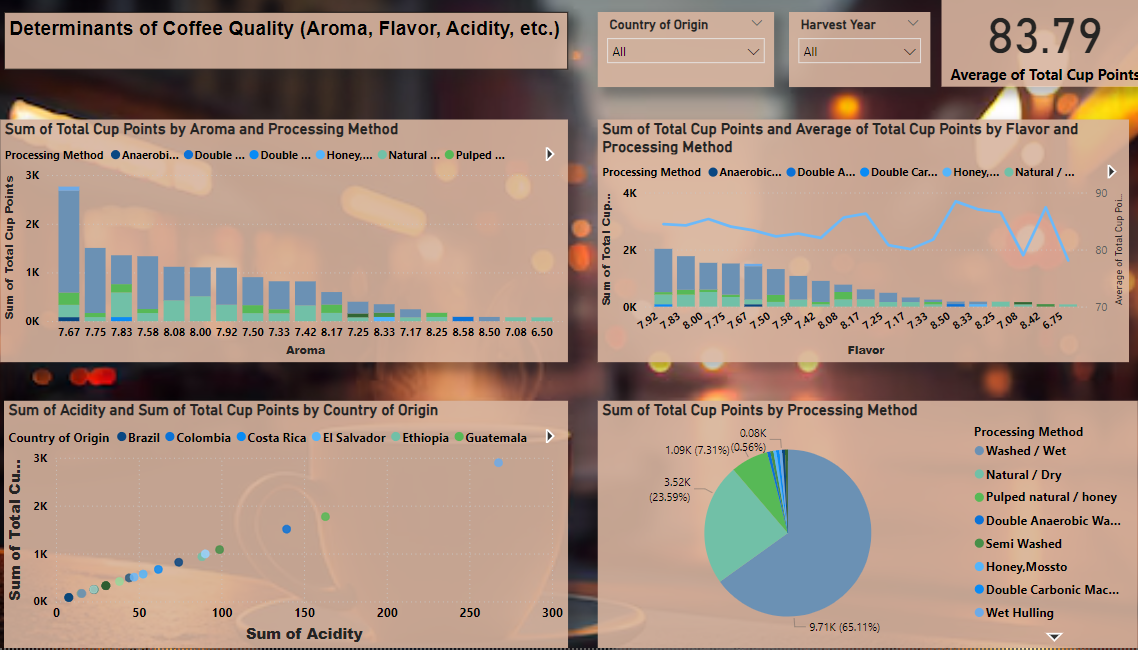 Determinants of Coffee Quality (Aroma, Flavor, Acidity, etc.)
Country of Origin
All
Harvest Year
All
83.79
Average of Total Cup Points
Sum of Total Cup Points by Aroma and Processing Method
Processing Method Anaerobi... Double ... Double ... Honey,... Natural ... Pulped ...
Sum of Total Cup Points
3K
2K
1K
0K
7.67 7.75 7.83 7.58 8.08 8.00 7.92 7.50 7.33 7.42 8.17 7.25 8.33 7.17 8.25 8.58 8.50 7.08 6.50
Aroma
Sum of Total Cup Points and Average of Total Cup Points by Flavor and
Processing Method
Processing Method Anaerobic... Double A... Double Car... Honey,... Natural / ...
Sum of Total Cup...
4K
2K
0K
90
80
70
Average of Total Cup Poi...
7.92 7.83 8.00 7.75 7.67 7.50 7.58 7.42 8.08 8.17 7.25 7.17 7.33 8.50 8.33 8.25 7.08 8.42 6.75
Flavor
Sum of Acidity and Sum of Total Cup Points by Country of Origin
Country of Origin Brazil Colombia Costa Rica El Salvador Ethiopia Guatemala
Sum of Total Cu...
3K
2K
1K
0K
0 50 100 150 200 250 300
Sum of Acidity
Sum of Total Cup Points by Processing Method
0.08K
(0.56%)
1.09K (7.31%)
3.52K
(23.59%)
9.71K (65.11%)
Processing Method
Washed / Wet
Natural / Dry
Pulped natural / honey
Double Anaerobic Wa...
Semi Washed
Honey,Mossto
Double Carbonic Mac...
Wet Hulling